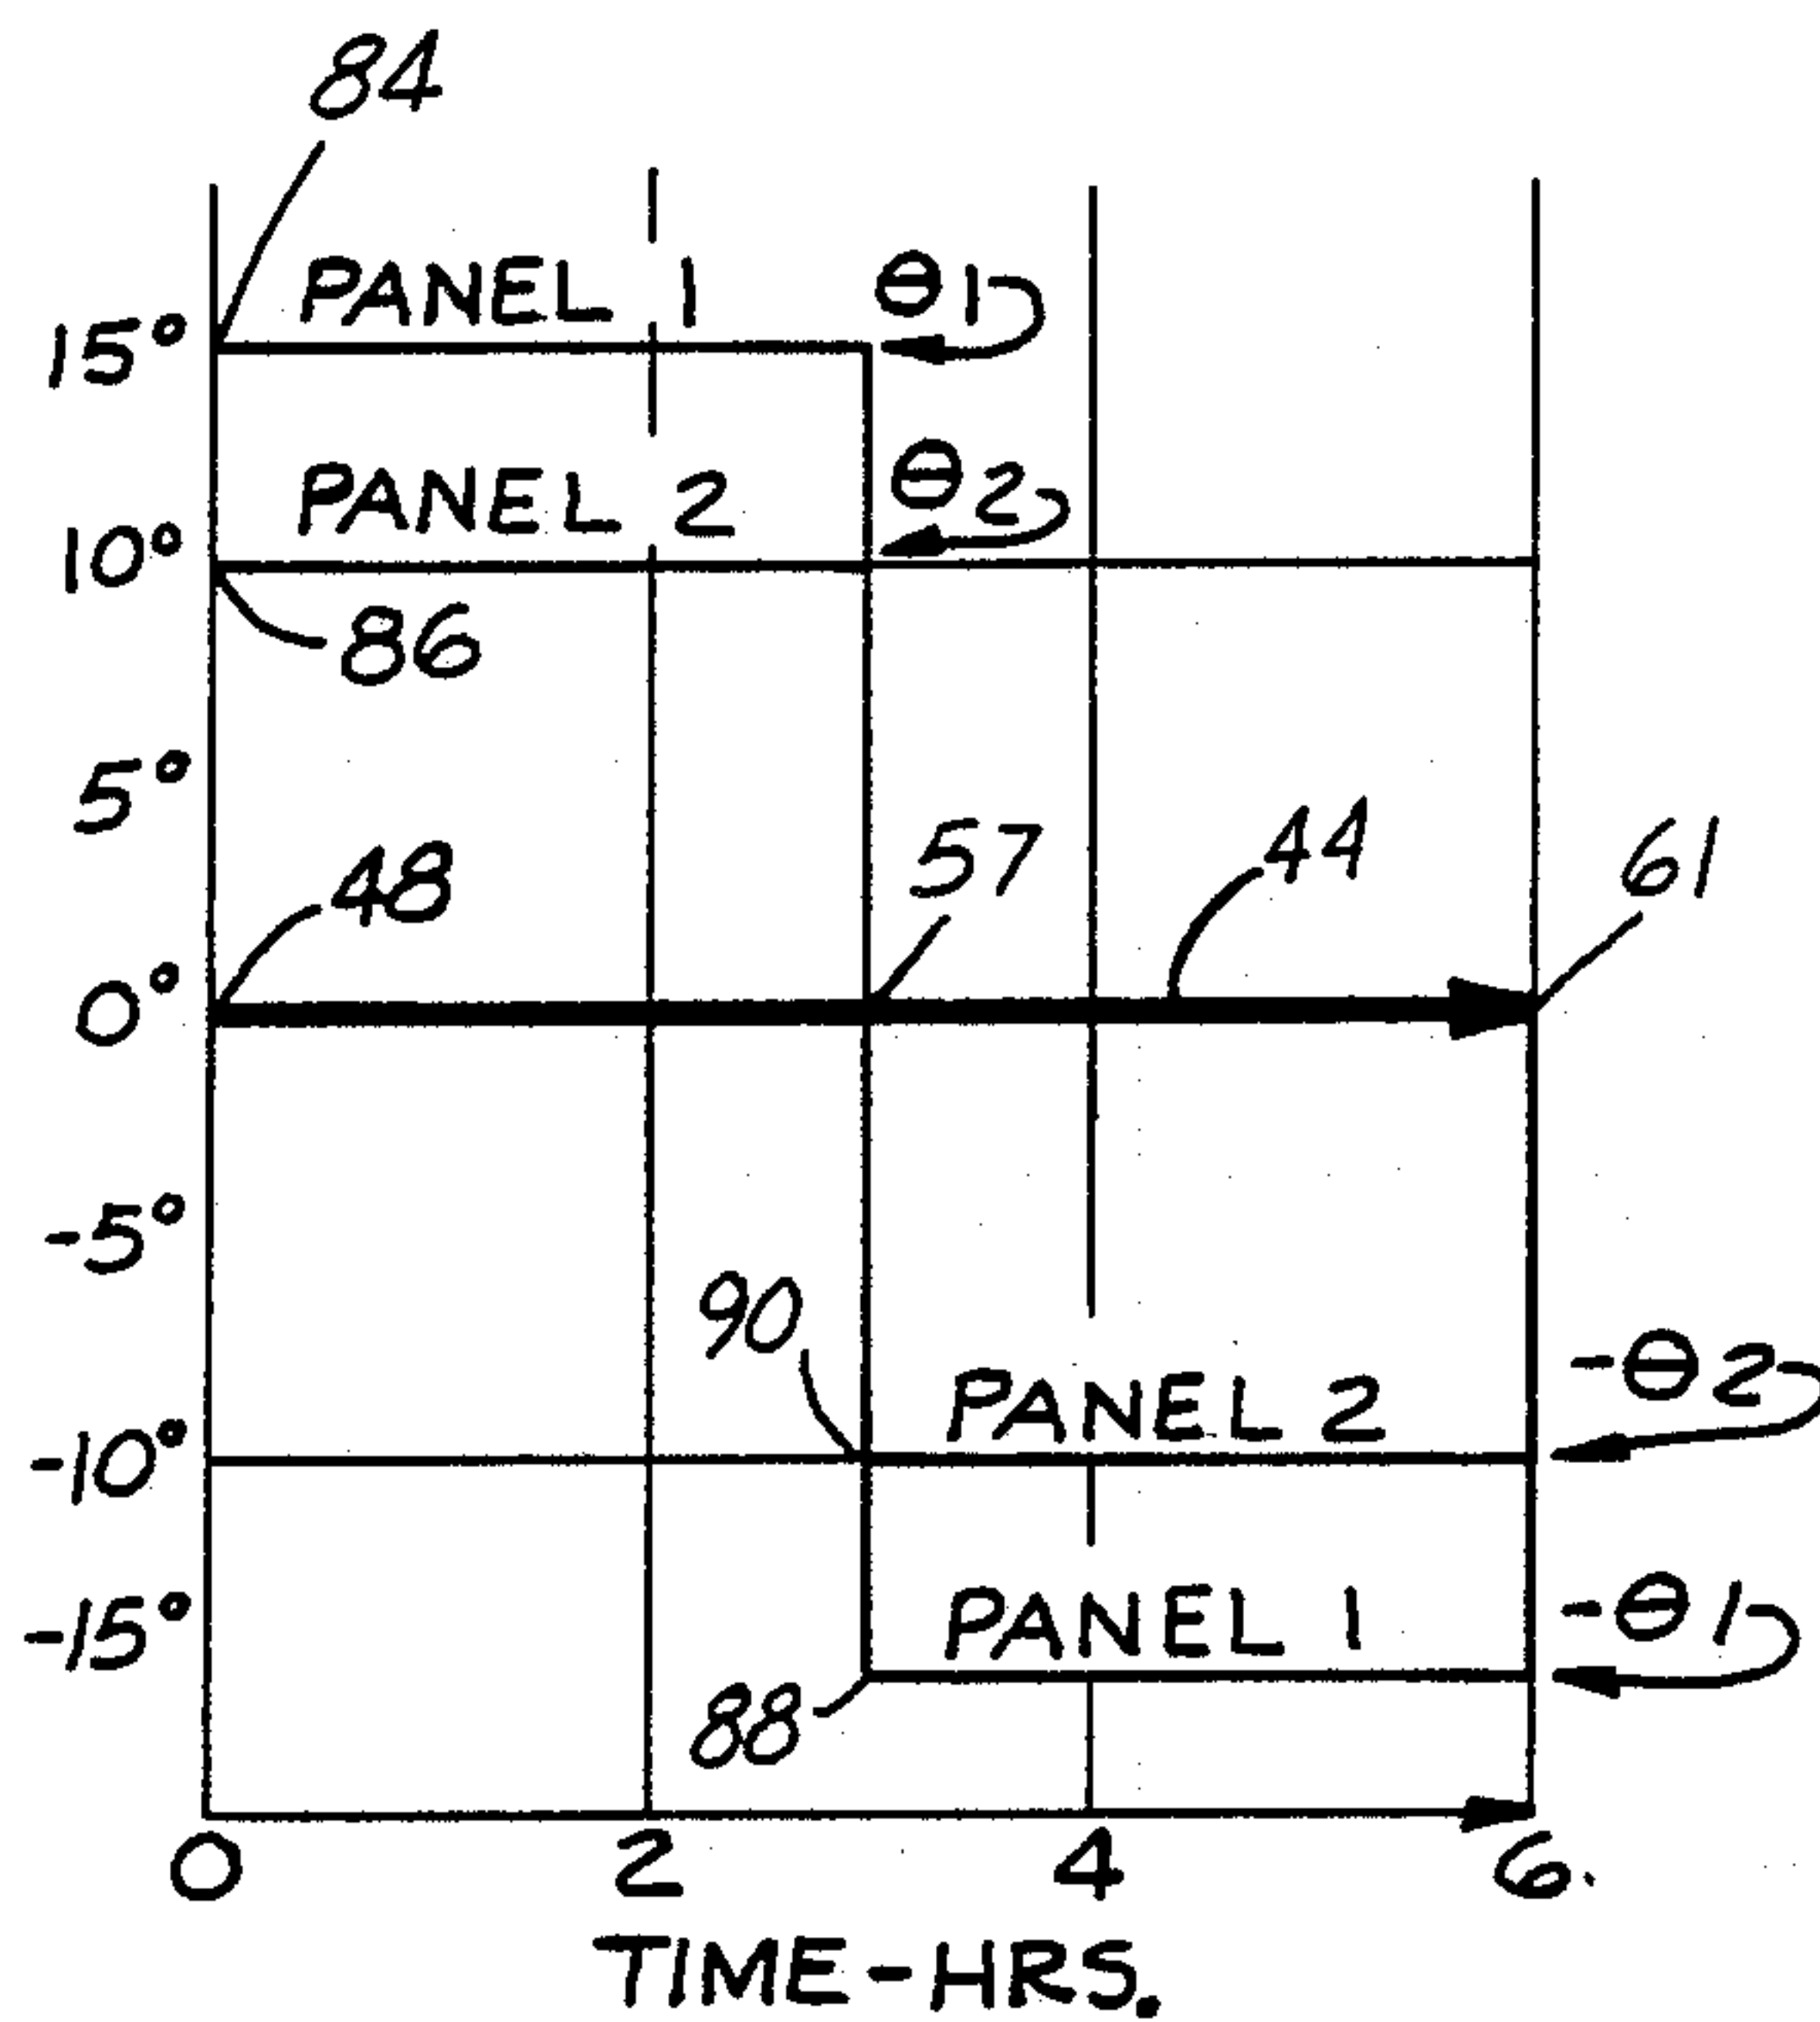 84
PANEL 1 θ1
15°
PANEL 2 θ2
10°
86
5°
48 57 44 61
0°
-5°
90
PANEL 2 -θ2
-10°
PANEL 1 -θ1
-15°
88
0 2 4 6.
TIME-HRS.